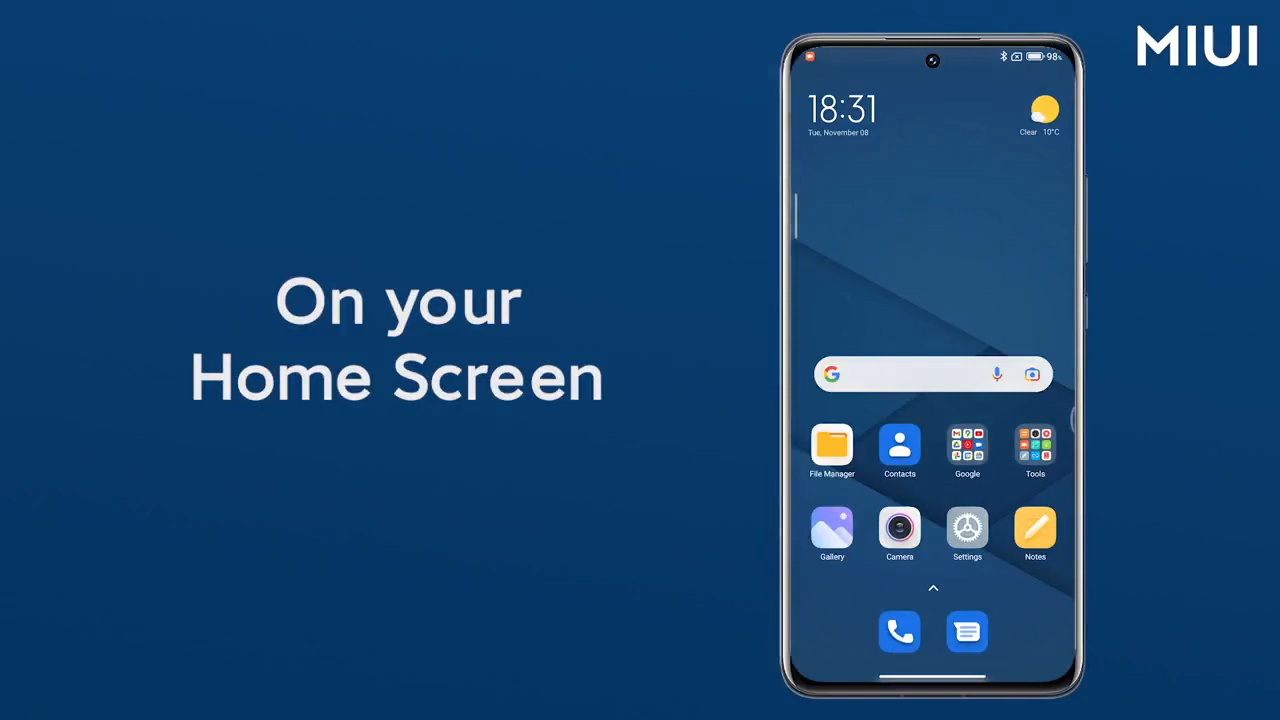 MIUI
98%
18:31
Tue, November 08
Clear 10°C
On your
Home Screen
File Manager
Contacts
Google
Tools
Gallery
Camera
Settings
Notes